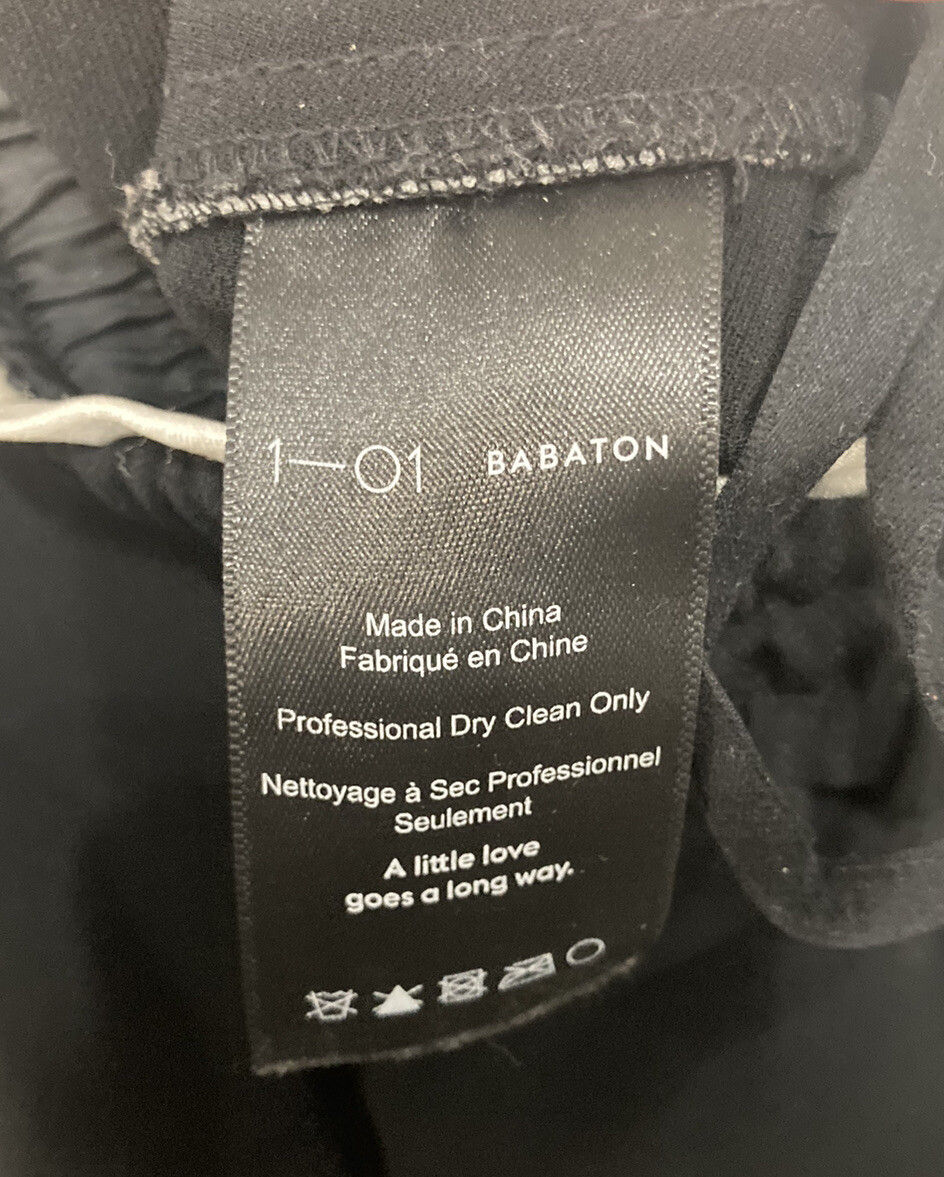 1—01 BABATON
Made in China
Fabriqué en Chine
Professional Dry Clean Only
Nettoyage à Sec Professionnel
Seulement
A little love
goes a long way.